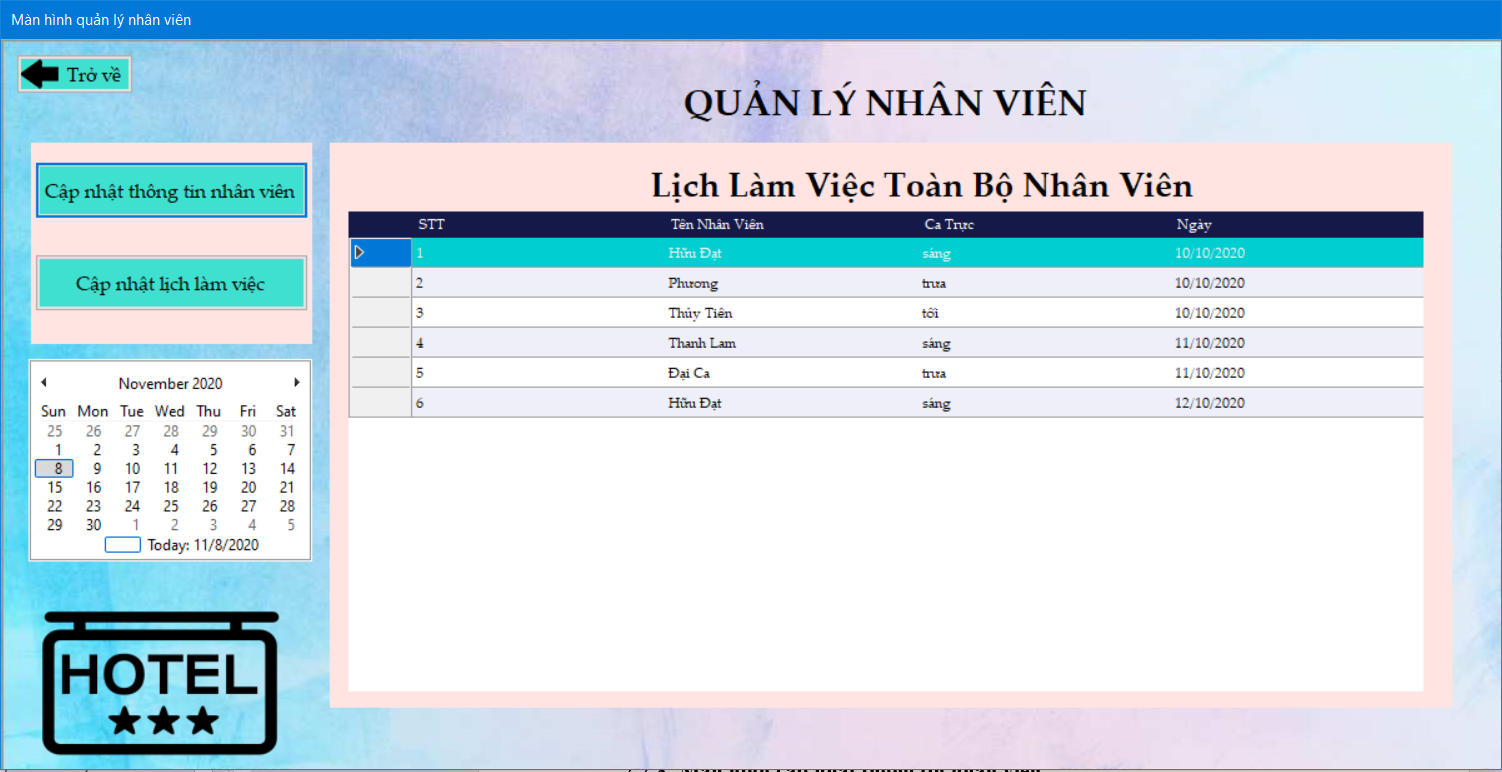 Màn hình quản lý nhân viên
Trở về
QUẢN LÝ NHÂN VIÊN
Cập nhật thông tin nhân viên
Cập nhật lịch làm việc
Lịch Làm Việc Toàn Bộ Nhân Viên
STT Tên Nhân Viên Ca Trực Ngày
1 Hữu Đạt sáng 10/10/2020
2 Phương trưa 10/10/2020
3 Thủy Tiên tối 10/10/2020
4 Thanh Lam sáng 11/10/2020
5 Đại Ca trưa 11/10/2020
6 Hữu Đạt sáng 12/10/2020
November 2020
Sun Mon Tue Wed Thu Fri Sat
25 26 27 28 29 30 31
1 2 3 4 5 6 7
8 9 10 11 12 13 14
15 16 17 18 19 20 21
22 23 24 25 26 27 28
29 30 1 2 3 4 5
Today: 11/8/2020
HOTEL